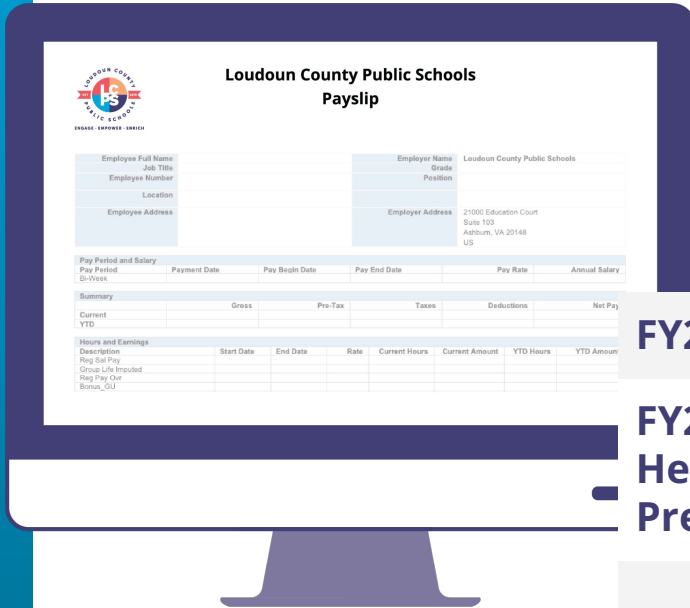 LOUDOUN COUNTY
EST 1870
LCPS
PUBLIC SCHOOLS
ENGAGE · EMPOWER · ENRICH
Loudoun County Public Schools
Payslip
Employee Full Name Employer Name Loudoun County Public Schools
Job Title Grade
Employee Number Position
Location
Employee Address Employer Address 21000 Education Court
Suite 103
Ashburn, VA 20148
US
Pay Period and Salary
Pay Period Payment Date Pay Begin Date Pay End Date Pay Rate Annual Salary
Bi-Week
Summary
Gross Pre-Tax Taxes Deductions Net Pay
Current
YTD
Hours and Earnings
Description Start Date End Date Rate Current Hours Current Amount YTD Hours YTD Amount
Reg Sal Pay
Group Life Imputed
Reg Pay Ovr
Bonus_GU
FY2
FY2
He
Pre